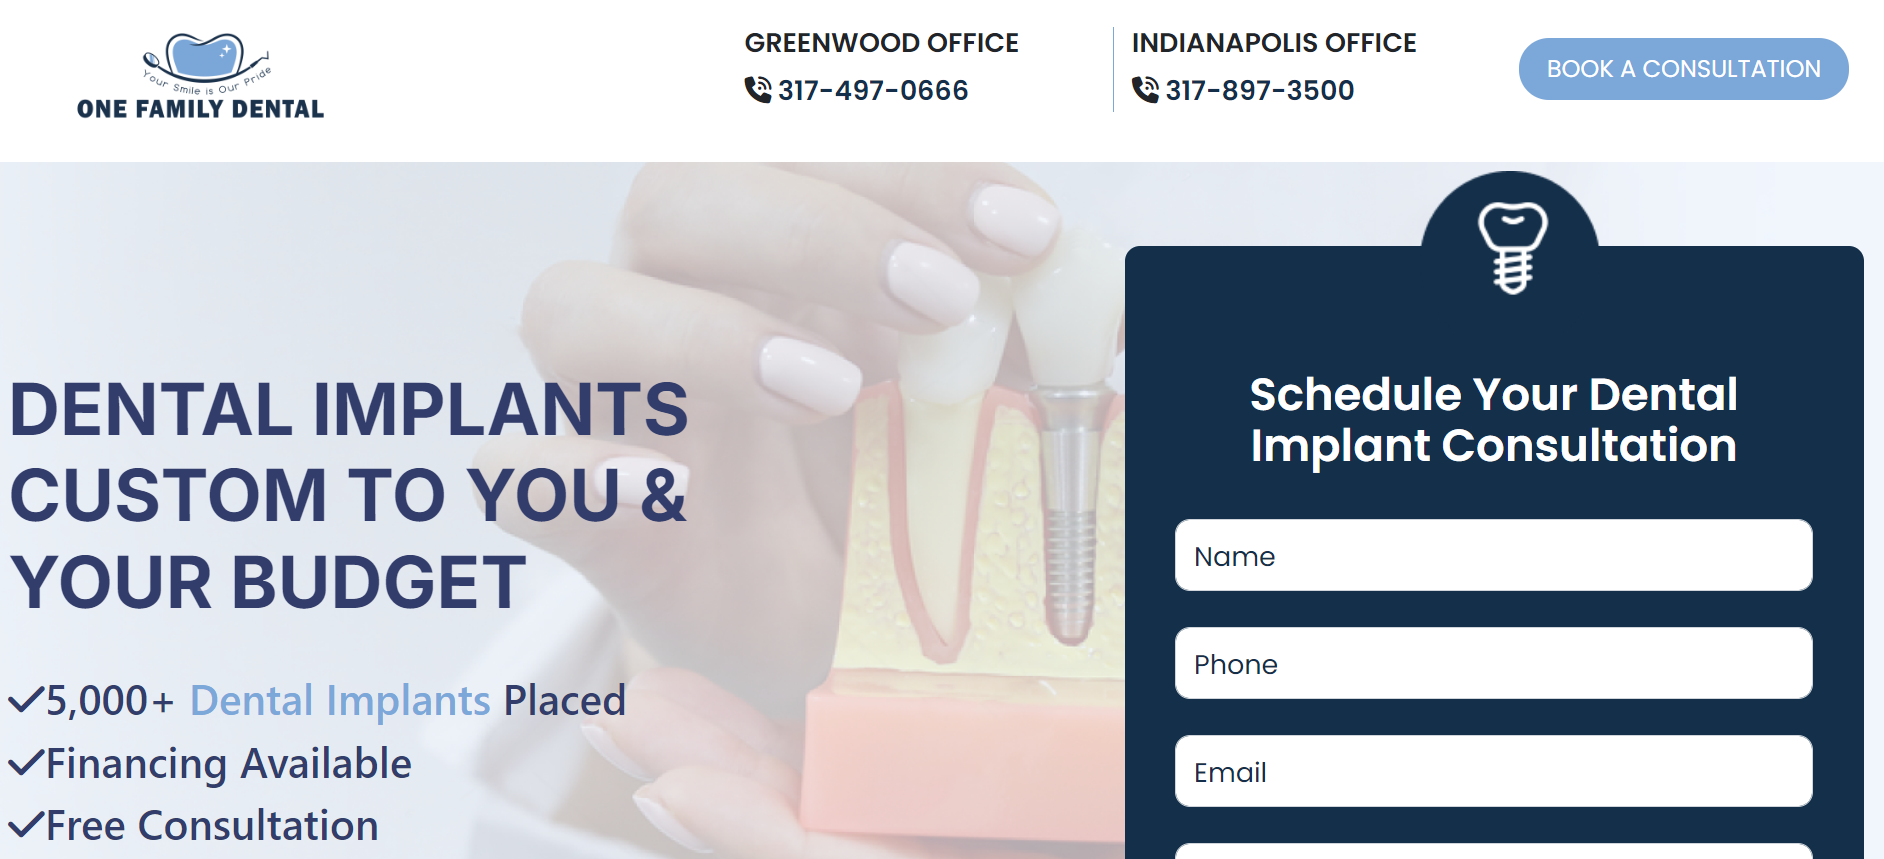 Your Smile is Our Pride
ONE FAMILY DENTAL
GREENWOOD OFFICE
317-497-0666
INDIANAPOLIS OFFICE
317-897-3500
BOOK A CONSULTATION
DENTAL IMPLANTS
CUSTOM TO YOU &
YOUR BUDGET
5,000+ Dental Implants Placed
Financing Available
Free Consultation
Schedule Your Dental
Implant Consultation
Name
Phone
Email